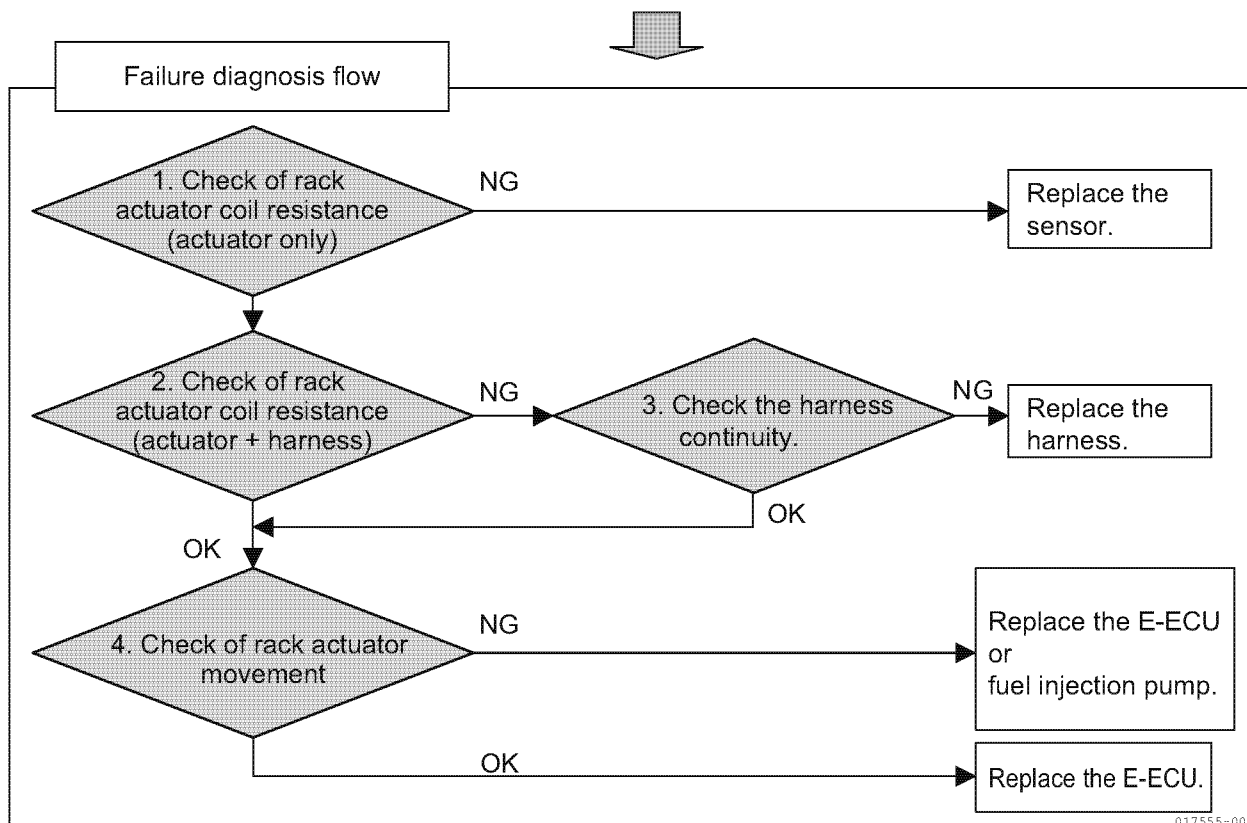 Failure diagnosis flow
1. Check of rack
actuator coil resistance
(actuator only)
NG
Replace the
sensor.
2. Check of rack
actuator coil resistance
(actuator + harness)
NG
3. Check the harness
continuity.
NG
Replace the
harness.
OK
OK
4. Check of rack actuator
movement
NG
Replace the E-ECU
or
fuel injection pump.
OK
Replace the E-ECU.
017555-00